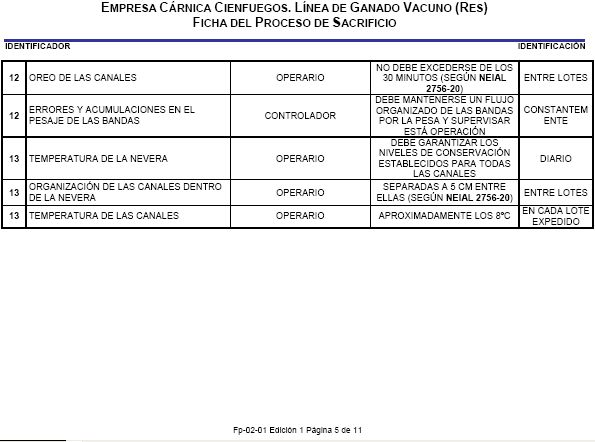 EMPRESA CÁRNICA CIENFUEGOS. LÍNEA DE GANADO VACUNO (RES)
FICHA DEL PROCESO DE SACRIFICIO
IDENTIFICADOR IDENTIFICACIÓN
12 OREO DE LAS CANALES OPERARIO NO DEBE EXCEDERSE DE LOS 30 MINUTOS (SEGÚN NEIAL 2756-20) ENTRE LOTES
12 ERRORES Y ACUMULACIONES EN EL PESAJE DE LAS BANDAS CONTROLADOR DEBE MANTENERSE UN FLUJO ORGANIZADO DE LAS BANDAS POR LA PESA Y SUPERVISAR ESTÁ OPERACIÓN CONSTANTEM ENTE
13 TEMPERATURA DE LA NEVERA OPERARIO DEBE GARANTIZAR LOS NIVELES DE CONSERVACIÓN ESTABLECIDOS PARA TODAS LAS CANALES DIARIO
13 ORGANIZACIÓN DE LAS CANALES DENTRO DE LA NEVERA OPERARIO SEPARADAS A 5 CM ENTRE ELLAS (SEGÚN NEIAL 2756-20) ENTRE LOTES
13 TEMPERATURA DE LAS CANALES OPERARIO APROXIMADAMENTE LOS 8ºC EN CADA LOTE EXPEDIDO
Fp-02-01 Edición 1 Página 5 de 11